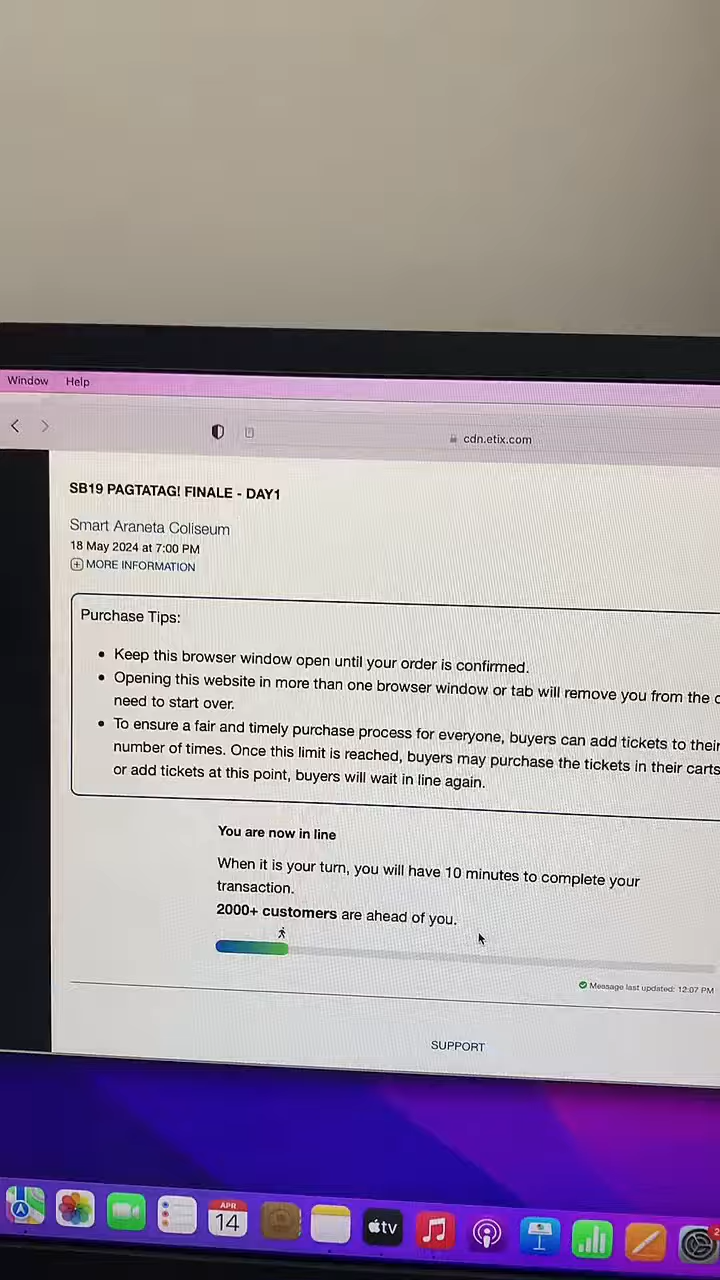 Window Help
cdn.etix.com
SB19 PAGTATAG! FINALE - DAY1
Smart Araneta Coliseum
18 May 2024 at 7:00 PM
MORE INFORMATION
Purchase Tips:
Keep this browser window open until your order is confirmed.
Opening this website in more than one browser window or tab will remove you from the
need to start over.
To ensure a fair and timely purchase process for everyone, buyers can add tickets to their
number of times. Once this limit is reached, buyers may purchase the tickets in their carts
or add tickets at this point, buyers will wait in line again.
You are now in line
When it is your turn, you will have 10 minutes to complete your
transaction.
2000+ customers are ahead of you.
Message last updated: 12:07 PM
SUPPORT
APR
14
tv